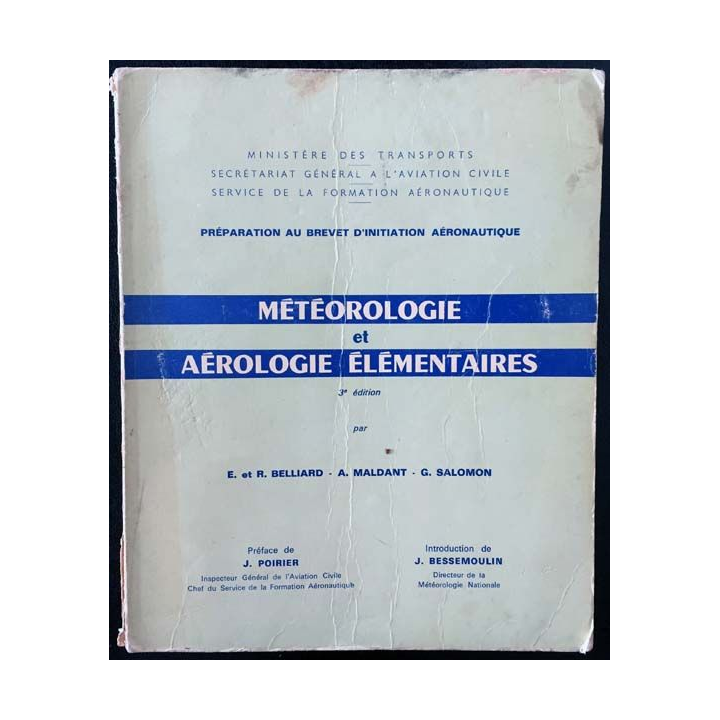 MINISTÈRE DES TRANSPORTS
SECRÉTARIAT GÉNÉRAL A L'AVIATION CIVILE
SERVICE DE LA FORMATION AÉRONAUTIQUE
PRÉPARATION AU BREVET D'INITIATION AÉRONAUTIQUE
MÉTÉOROLOGIE
et
AÉROLOGIE ÉLÉMENTAIRES
3e édition
par
E. et R. BELLIARD - A. MALDANT - G. SALOMON
Préface de
J. POIRIER
Inspecteur Général de l'Aviation Civile
Chef du Service de la Formation Aéronautique
Introduction de
J. BESSEMOULIN
Directeur de la
Météorologie Nationale